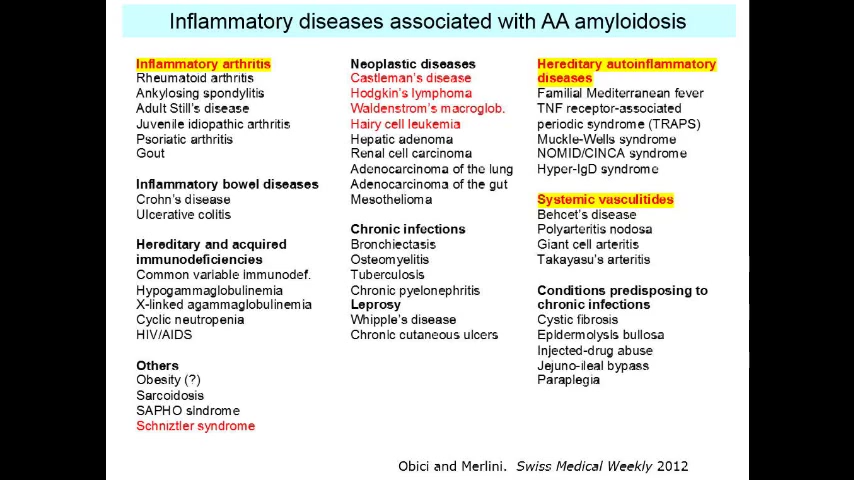 Inflammatory diseases associated with AA amyloidosis
Inflammatory arthritis
Rheumatoid arthritis
Ankylosing spondylitis
Adult Still's disease
Juvenile idiopathic arthritis
Psoriatic arthritis
Gout
Inflammatory bowel diseases
Crohn's disease
Ulcerative colitis
Hereditary and acquired
immunodeficiencies
Common variable immunodef.
Hypogammaglobulinemia
X-linked agammaglobulinemia
Cyclic neutropenia
HIV/AIDS
Others
Obesity (?)
Sarcoidosis
SAPHO sindrome
Schniztler syndrome
Neoplastic diseases
Castleman's disease
Hodgkin's lymphoma
Waldenstrom's macroglob.
Hairy cell leukemia
Hepatic adenoma
Renal cell carcinoma
Adenocarcinoma of the lung
Adenocarcinoma of the gut
Mesothelioma
Chronic infections
Bronchiectasis
Osteomyelitis
Tuberculosis
Chronic pyelonephritis
Leprosy
Whipple's disease
Chronic cutaneous ulcers
Hereditary autoinflammatory
diseases
Familial Mediterranean fever
TNF receptor-associated
periodic syndrome (TRAPS)
Muckle-Wells syndrome
NOMID/CINCA syndrome
Hyper-IgD syndrome
Systemic vasculitides
Behcet's disease
Polyarteritis nodosa
Giant cell arteritis
Takayasu's arteritis
Conditions predisposing to
chronic infections
Cystic fibrosis
Epidermolysis bullosa
Injected-drug abuse
Jejuno-ileal bypass
Paraplegia
Obici and Merlini. Swiss Medical Weekly 2012